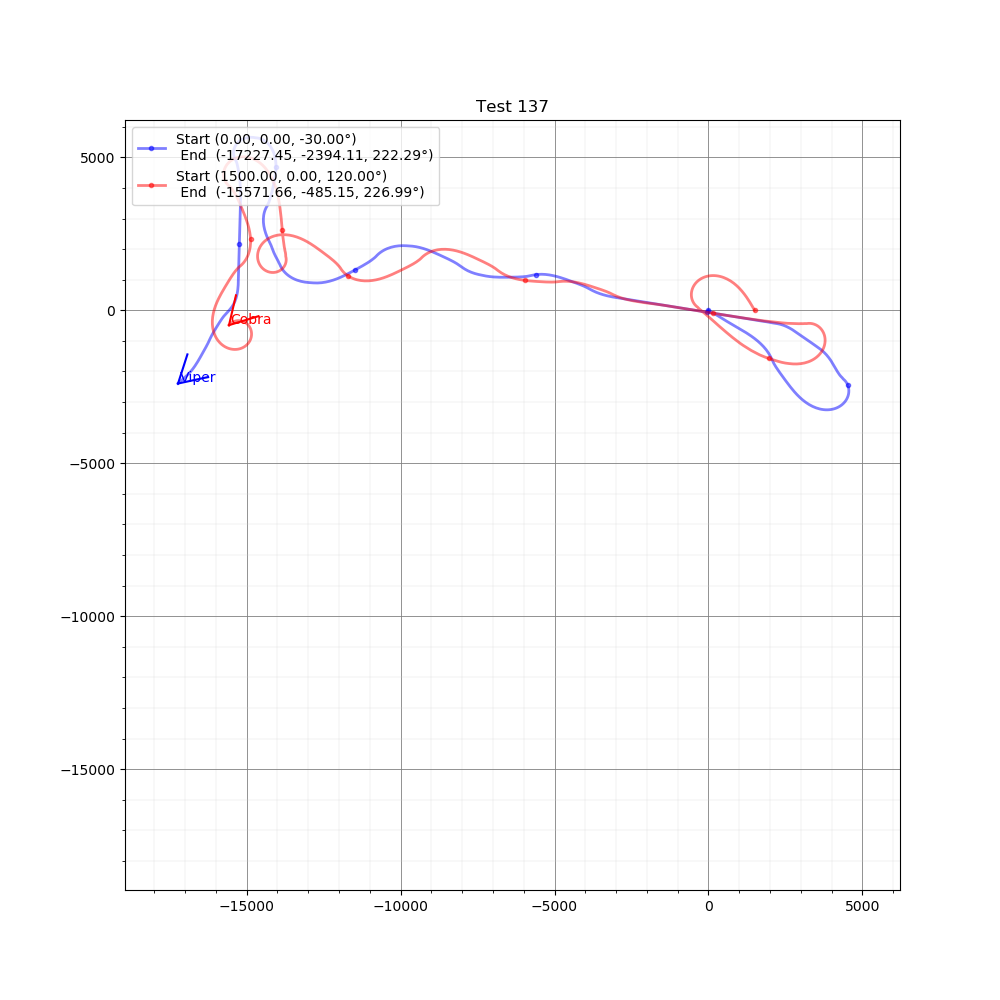 Test 137
Start (0.00, 0.00, -30.00°)
End (-17227.45, -2394.11, 222.29°)
Start (1500.00, 0.00, 120.00°)
End (-15571.66, -485.15, 226.99°)
5000
0
−5000
−10000
−15000
Cobra
Viper
−15000
−10000
−5000
0
5000